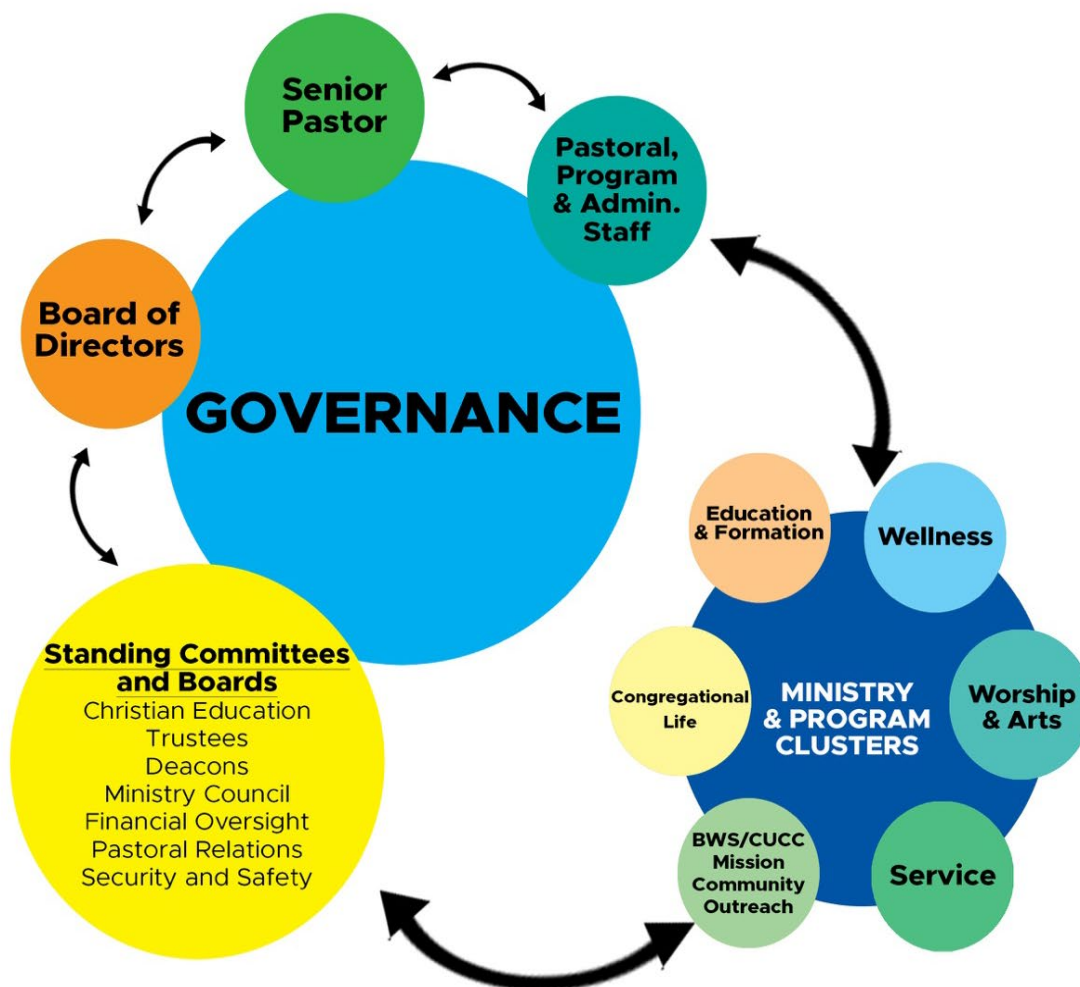 Senior
Pastor
Pastoral,
Program
& Admin.
Staff
Board of
Directors
GOVERNANCE
Standing Committees
and Boards
Christian Education
Trustees
Deacons
Ministry Council
Financial Oversight
Pastoral Relations
Security and Safety
Education
& Formation
Wellness
Congregational
Life
MINISTRY
& PROGRAM
CLUSTERS
Worship
& Arts
BWS/CUCC
Mission
Community
Outreach
Service